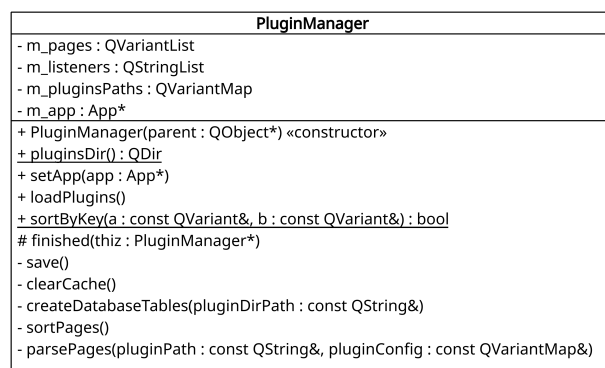 PluginManager
- m_pages : QVariantList
- m_listeners : QStringList
- m_pluginsPaths : QVariantMap
- m_app : App*
+ PluginManager(parent : QObject*) «constructor»
+ pluginsDir() : QDir
+ setApp(app : App*)
+ loadPlugins()
+ sortByKey(a : const QVariant&, b : const QVariant&) : bool
# finished(thiz : PluginManager*)
- save()
- clearCache()
- createDatabaseTables(pluginDirPath : const QString&)
- sortPages()
- parsePages(pluginPath : const QString&, pluginConfig : const QVariantMap&)